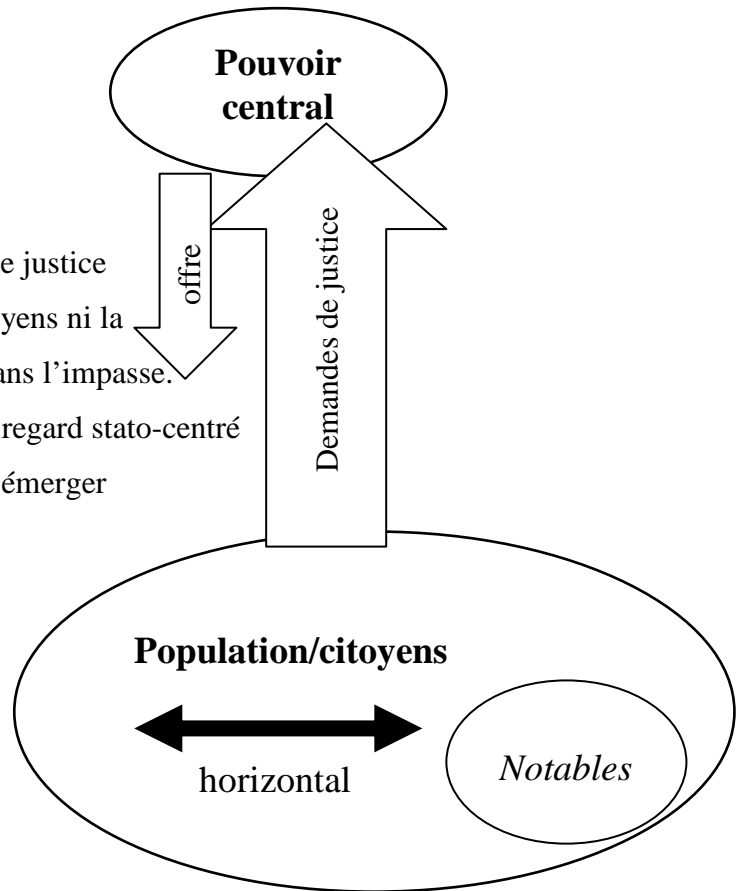 Pouvoir
central
offre
Demandes de justice
e justice
yens ni la
ans l’impasse.
regard stato-centré
émerger
Population/citoyens
horizontal
Notables